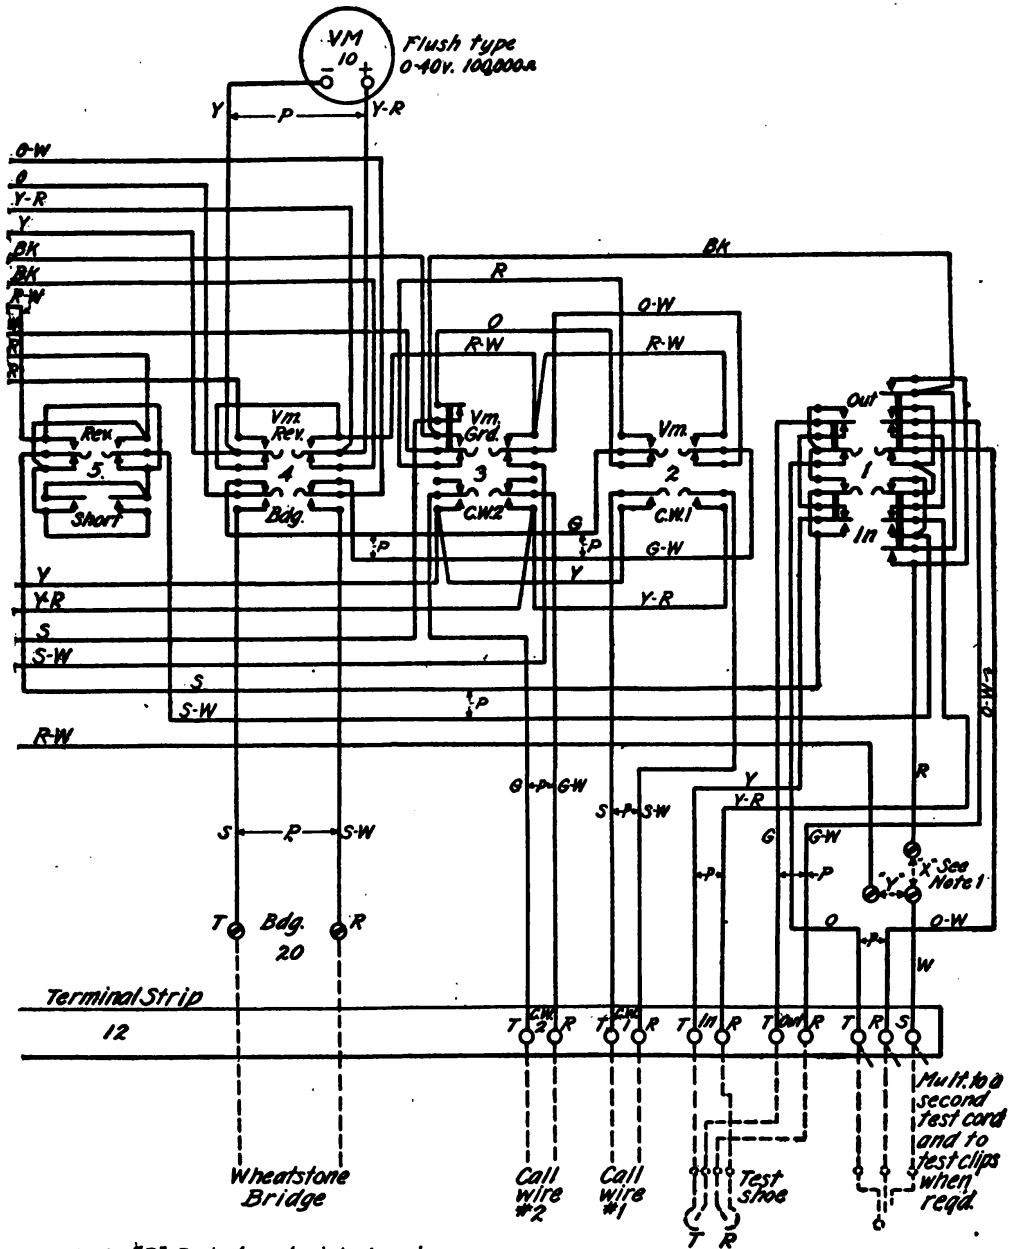 VM
10
- +
Flush type
0-40v. 100,000Ω
Y P Y-R
O-W
O
Y-R
Y
BK
BK
R-W
BK
R
O-W
O
R-W
R-W
Rev.
5.
Short
Vm.
Rev.
4
Bdg.
Vm.
Grd.
3
C.W.2
Vm.
2
C.W.1
Out
1
In
G
P
P
G-W
Y
Y
Y-R
Y-R
S
S-W
S
P
S-W
O-W
R-W
R
Y
Y-R
G P G-W
S P S-W
S P S-W
G G-W
P
P
"X" See
Note 1
"Y"
O O-W
P
W
T Bdg. R
20
Terminal Strip
12
T C.W. 2 R
T C.W. 1 R
T In R
T Out R
T R S
Mult. to a
second
test cord
and to
test clips
when
reqd.
Wheatstone
Bridge
Call
wire
#2
Call
wire
#1
Test
shoe
T R